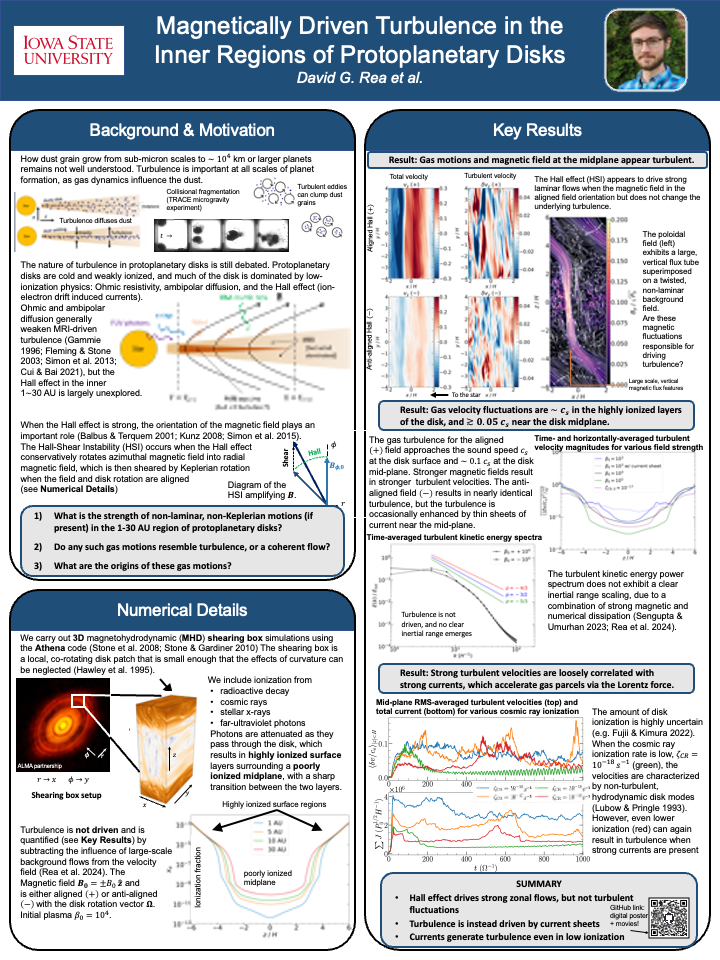 IOWA STATE
UNIVERSITY
Magnetically Driven Turbulence in the
Inner Regions of Protoplanetary Disks
David G. Rea et al.
Background & Motivation
How dust grain grow from sub-micron scales to ~ 10⁴ km or larger planets
remains not well understood. Turbulence is important at all scales of planet
formation, as gas dynamics influence the dust.
Turbulence diffuses dust
Collisional fragmentation
(TRACE microgravity
experiment)
t →
Turbulent eddies
can clump dust
grains
The nature of turbulence in protoplanetary disks is still debated. Protoplanetary
disks are cold and weakly ionized, and much of the disk is dominated by low-
ionization physics: Ohmic resistivity, ambipolar diffusion, and the Hall effect (ion-
electron drift induced currents).
Ohmic and ambipolar
diffusion generally
weaken MRI-driven
turbulence (Gammie
1996; Fleming & Stone
2003; Simon et al. 2013;
Cui & Bai 2021), but the
Hall effect in the inner
1~30 AU is largely unexplored.
When the Hall effect is strong, the orientation of the magnetic field plays an
important role (Balbus & Terquem 2001; Kunz 2008; Simon et al. 2015).
The Hall-Shear Instability (HSI) occurs when the Hall effect
conservatively rotates azimuthal magnetic field into radial
magnetic field, which is then sheared by Keplerian rotation
when the field and disk rotation are aligned
(see Numerical Details)
Diagram of the
HSI amplifying B.
Shear
Hall
ϕ
r
1) What is the strength of non-laminar, non-Keplerian motions (if
present) in the 1-30 AU region of protoplanetary disks?
2) Do any such gas motions resemble turbulence, or a coherent flow?
3) What are the origins of these gas motions?
Numerical Details
We carry out 3D magnetohydrodynamic (MHD) shearing box simulations using
the Athena code (Stone et al. 2008; Stone & Gardiner 2010) The shearing box is
a local, co-rotating disk patch that is small enough that the effects of curvature can
be neglected (Hawley et al. 1995).
ALMA partnership
r → x ϕ → y
Shearing box setup
z
x
y
We include ionization from
• radioactive decay
• cosmic rays
• stellar x-rays
• far-ultraviolet photons
Photons are attenuated as they
pass through the disk, which
results in highly ionized surface
layers surrounding a poorly
ionized midplane, with a sharp
transition between the two layers.
Highly ionized surface regions
Turbulence is not driven and is
quantified (see Key Results) by
subtracting the influence of large-scale
background flows from the velocity
field (Rea et al. 2024). The
Magnetic field B₀ = ±B₀ ẑ and
is either aligned (+) or anti-aligned
(−) with the disk rotation vector Ω.
Initial plasma β₀ = 10⁴.
ionization fraction
1 AU
5 AU
10 AU
30 AU
poorly ionized
midplane
z / H
Key Results
Result: Gas motions and magnetic field at the midplane appear turbulent.
Total velocity
Turbulent velocity
Aligned Hall (+)
Anti-aligned Hall (−)
x / H
To the star
The Hall effect (HSI) appears to drive strong
laminar flows when the magnetic field in the
aligned field orientation but does not change the
underlying turbulence.
0.200
0.175
0.150
0.125
0.100
0.075
0.050
0.025
0.000
The poloidal
field (left)
exhibits a large,
vertical flux tube
superimposed
on a twisted,
non-laminar
background
field.
Are these
magnetic
fluctuations
responsible for
driving
turbulence?
Large scale, vertical
magnetic flux features
Result: Gas velocity fluctuations are ~ cₛ in the highly ionized layers
of the disk, and ≳ 0.05 cₛ near the disk midplane.
The gas turbulence for the aligned
(+) field approaches the sound speed cₛ
at the disk surface and ~ 0.1 cₛ at the disk
mid-plane. Stronger magnetic fields result
in stronger turbulent velocities. The anti-
aligned field (−) results in nearly identical
turbulence, but the turbulence is
occasionally enhanced by thin sheets of
current near the mid-plane.
Time- and horizontally-averaged turbulent
velocity magnitudes for various field strength
z / H
Time-averaged turbulent kinetic energy spectra
Turbulence is not
driven, and no clear
inertial range emerges
The turbulent kinetic energy power
spectrum does not exhibit a clear
inertial range scaling, due to a
combination of strong magnetic and
numerical dissipation (Sengupta &
Umurhan 2023; Rea et al. 2024).
Result: Strong turbulent velocities are loosely correlated with
strong currents, which accelerate gas parcels via the Lorentz force.
Mid-plane RMS-averaged turbulent velocities (top) and
total current (bottom) for various cosmic ray ionization
0.1
0.0
0 200 400 600 800 1000
t (Ω⁻¹)
The amount of disk
ionization is highly uncertain
(e.g. Fujii & Kimura 2022).
When the cosmic ray
ionization rate is low, ζ_CR =
10⁻¹⁸ s⁻¹ (green), the
velocities are characterized
by non-turbulent,
hydrodynamic disk modes
(Lubow & Pringle 1993).
However, even lower
ionization (red) can again
result in turbulence when
strong currents are present
SUMMARY
• Hall effect drives strong zonal flows, but not turbulent
fluctuations
• Turbulence is instead driven by current sheets
• Currents generate turbulence even in low ionization
GitHub link:
digital poster
+ movies!